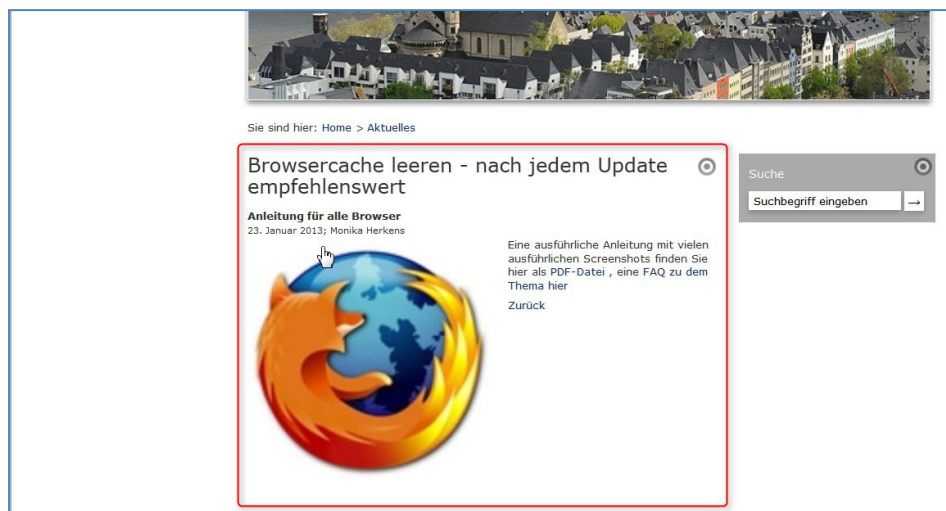 Sie sind hier: Home > Aktuelles
Browsercache leeren - nach jedem Update
empfehlenswert
Anleitung für alle Browser
23. Januar 2013; Monika Herkens
Eine ausführliche Anleitung mit vielen
ausführlichen Screenshots finden Sie
hier als PDF-Datei , eine FAQ zu dem
Thema hier
Zurück
Suche
Suchbegriff eingeben →